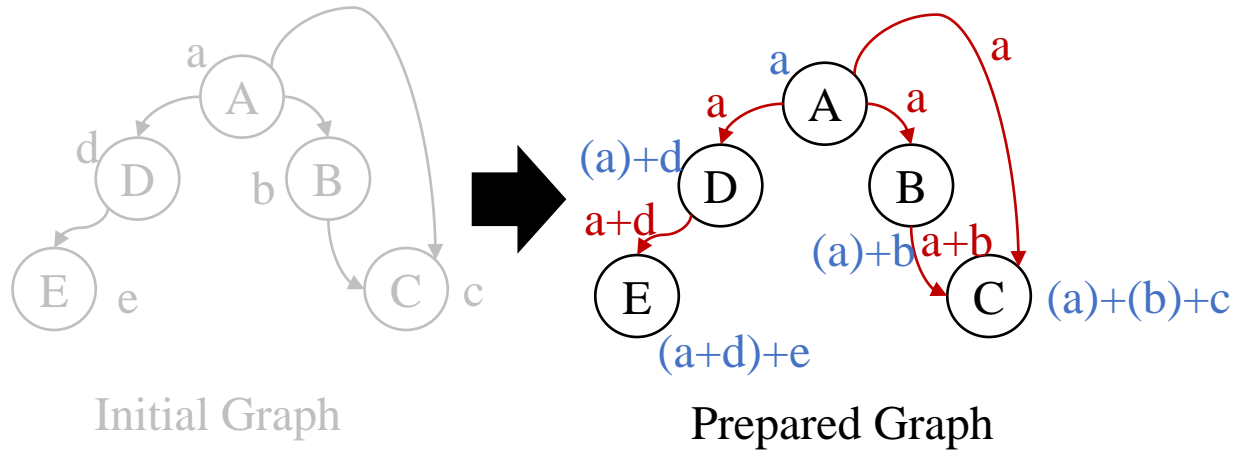 a
A
d
D
b
B
E
e
C
c
Initial Graph
a
A
a
a
a
(a)+d
D
B
a+d
(a)+b
a+b
E
C
(a)+(b)+c
(a+d)+e
Prepared Graph